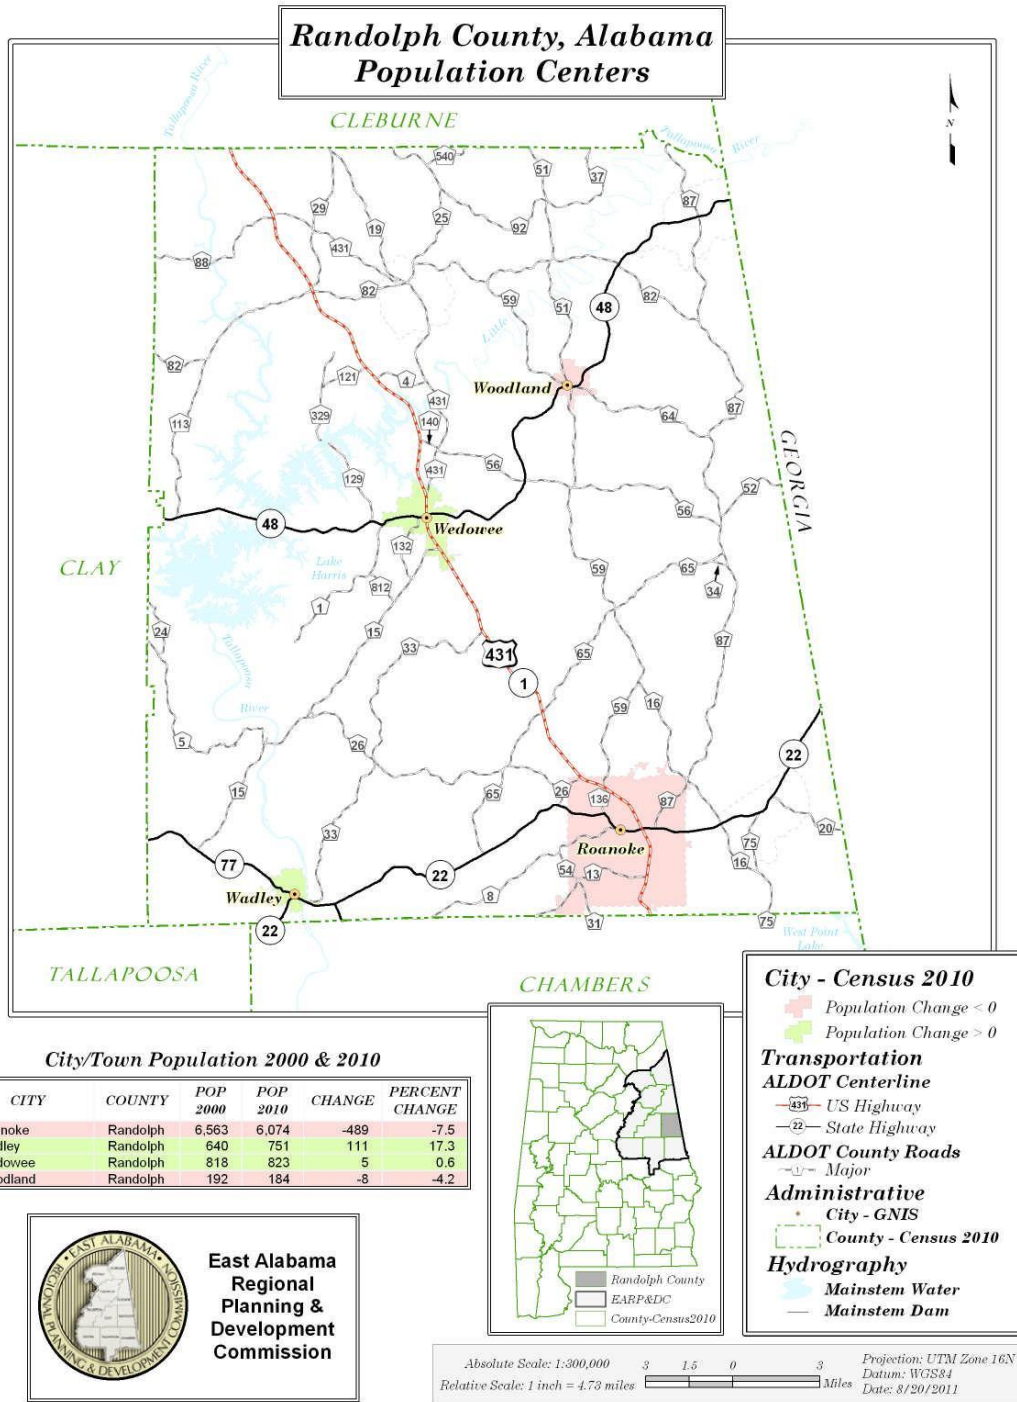 Randolph County, Alabama
Population Centers
CLEBURNE
Tallapoosa River
Tallapoosa River
N
540
51
37
87
29
19
25
92
431
88
82
59
51
48
82
Little
82
121
4
431
Woodland
140
64
87
113
329
GEORGIA
431
56
129
52
56
48
Wedowee
132
CLAY
Lake
Harris
812
59
65
34
1
24
15
33
87
Tallapoosa
River
431
65
1
59
16
5
26
22
15
65
26
136
87
33
Roanoke
75
20
77
22
54
13
16
Wadley
8
22
31
75
West Point
Lake
TALLAPOOSA
CHAMBERS
City - Census 2010
Population Change < 0
Population Change > 0
Transportation
ALDOT Centerline
431 US Highway
22 State Highway
ALDOT County Roads
1 Major
Administrative
City - GNIS
County - Census 2010
Hydrography
Mainstem Water
Mainstem Dam
City/Town Population 2000 & 2010
CITY COUNTY POP 2000 POP 2010 CHANGE PERCENT CHANGE
noke Randolph 6,563 6,074 -489 -7.5
dley Randolph 640 751 111 17.3
dowee Randolph 818 823 5 0.6
odland Randolph 192 184 -8 -4.2
Randolph County
EARP&DC
County-Census2010
EAST ALABAMA
REGIONAL PLANNING & DEVELOPMENT COMMISSION
East Alabama
Regional
Planning &
Development
Commission
Absolute Scale: 1:300,000
Relative Scale: 1 inch = 4.73 miles
3 1.5 0 3
Miles
Projection: UTM Zone 16N
Datum: WGS84
Date: 8/20/2011